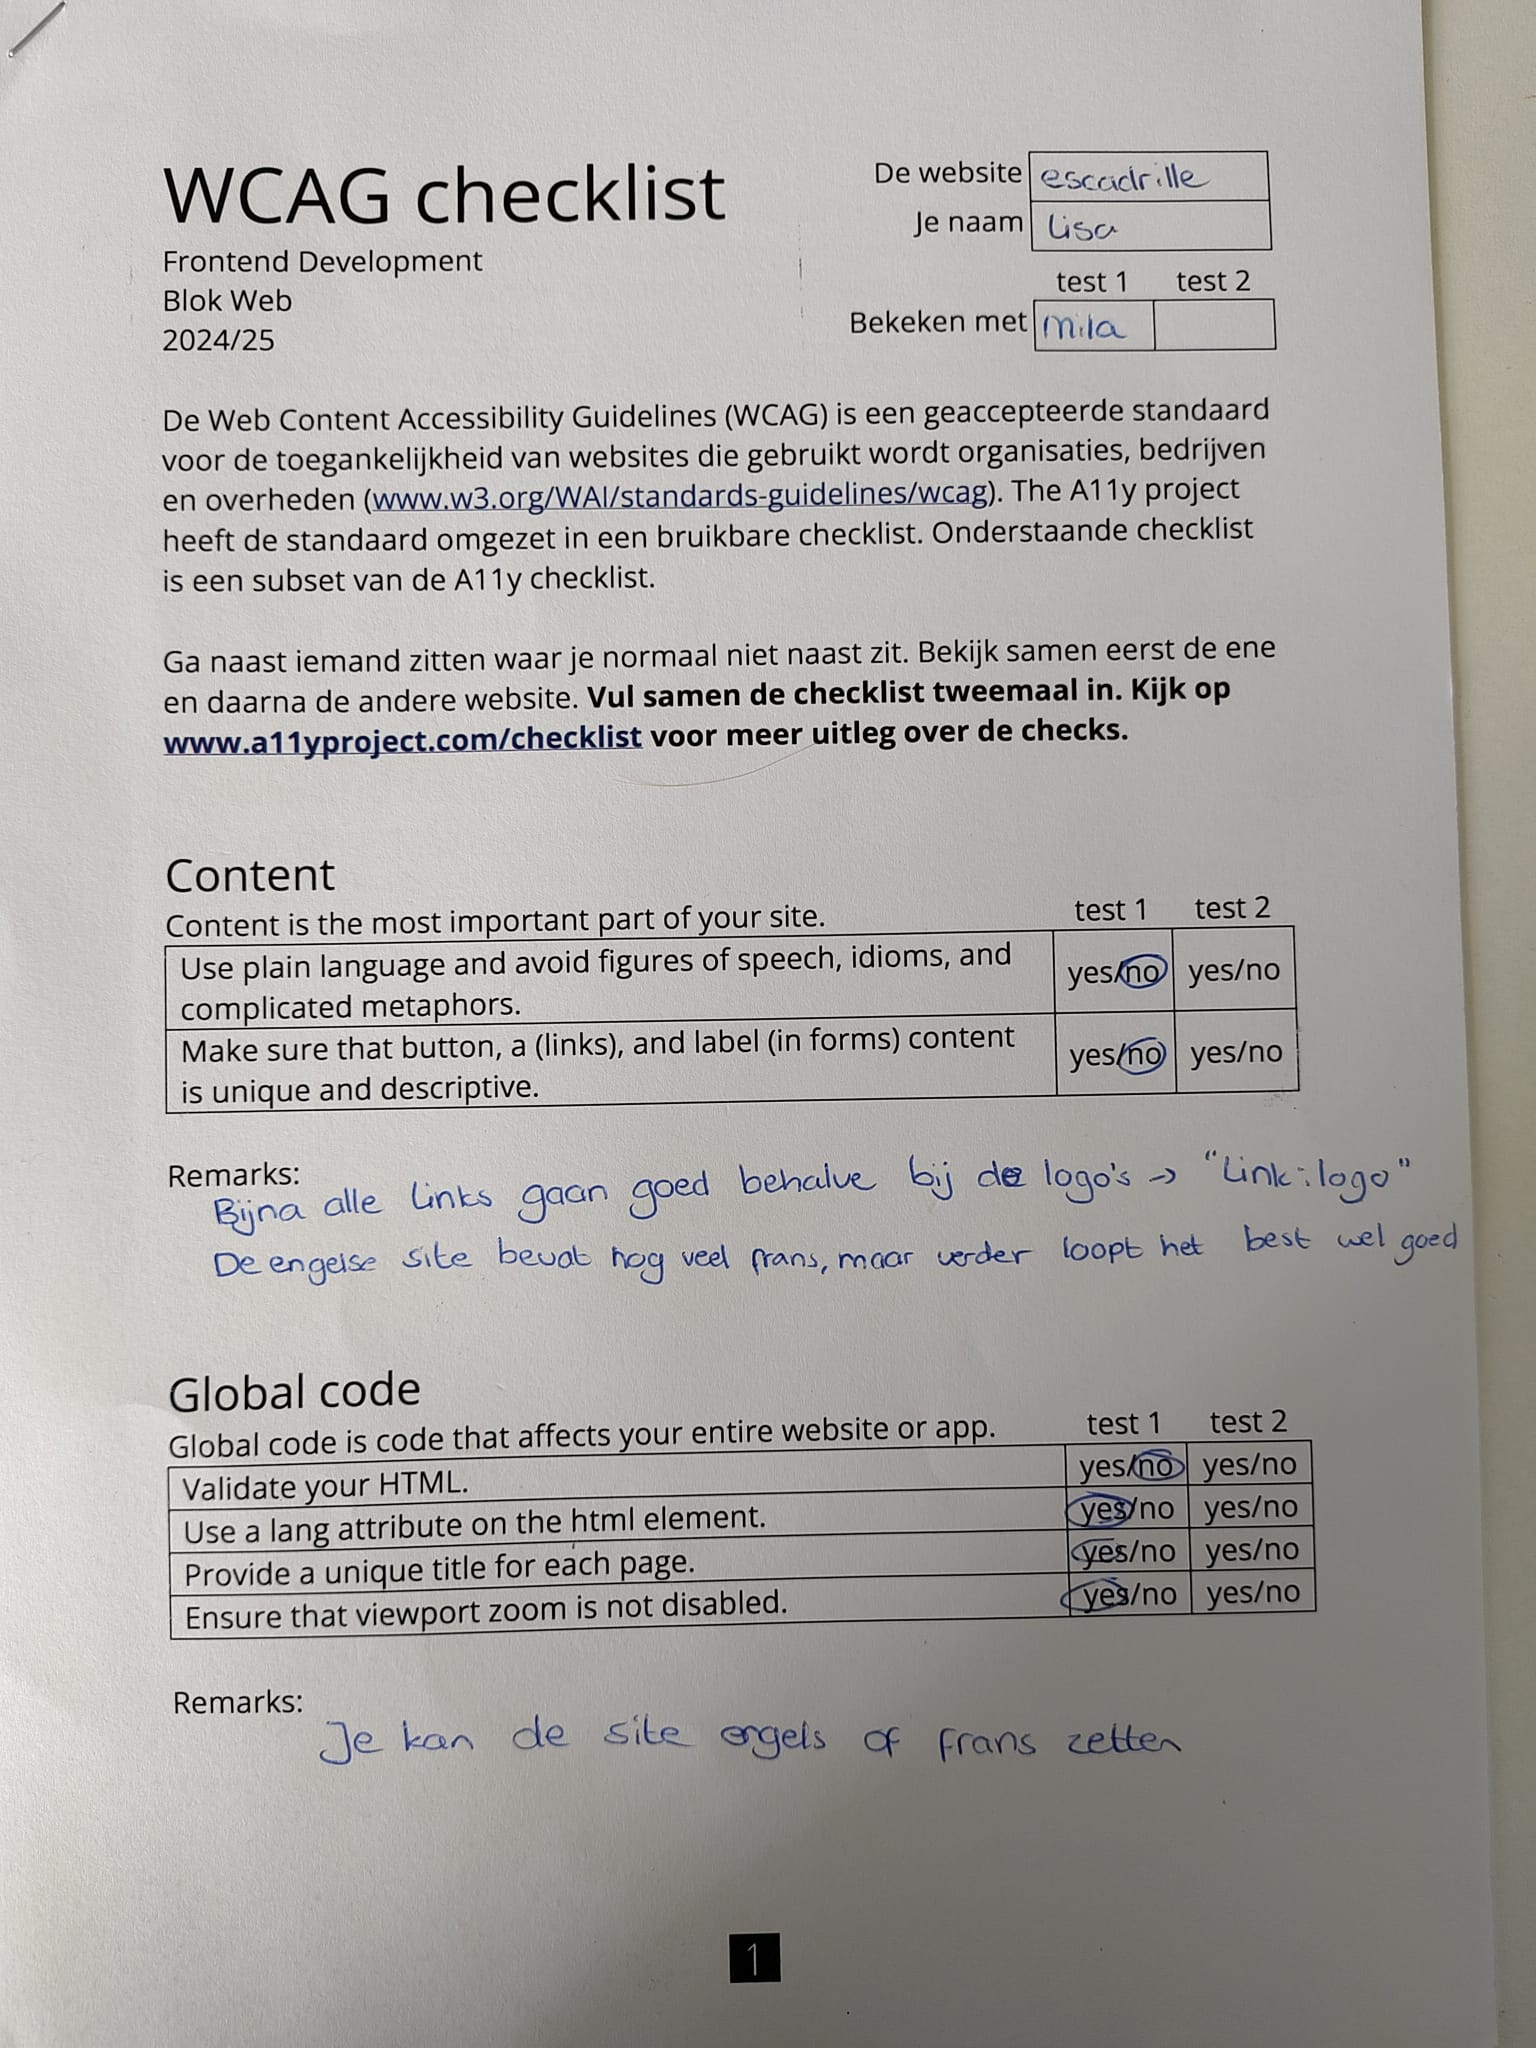 WCAG checklist
Frontend Development
Blok Web
2024/25
De website escadrille
Je naam Lisa
test 1 test 2
Bekeken met mila
De Web Content Accessibility Guidelines (WCAG) is een geaccepteerde standaard
voor de toegankelijkheid van websites die gebruikt wordt organisaties, bedrijven
en overheden (www.w3.org/WAI/standards-guidelines/wcag). The A11y project
heeft de standaard omgezet in een bruikbare checklist. Onderstaande checklist
is een subset van de A11y checklist.
Ga naast iemand zitten waar je normaal niet naast zit. Bekijk samen eerst de ene
en daarna de andere website. Vul samen de checklist tweemaal in. Kijk op
www.a11yproject.com/checklist voor meer uitleg over de checks.
Content
Content is the most important part of your site. test 1 test 2
Use plain language and avoid figures of speech, idioms, and
complicated metaphors. yes/no yes/no
Make sure that button, a (links), and label (in forms) content
is unique and descriptive. yes/no yes/no
Remarks:
Bijna alle links gaan goed behalve bij de logo's → "Link: logo"
De engelse site bevat nog veel frans, maar verder loopt het best wel goed
Global code
Global code is code that affects your entire website or app. test 1 test 2
Validate your HTML. yes/no yes/no
Use a lang attribute on the html element. yes/no yes/no
Provide a unique title for each page. yes/no yes/no
Ensure that viewport zoom is not disabled. yes/no yes/no
Remarks:
Je kan de site engels of frans zetten
1